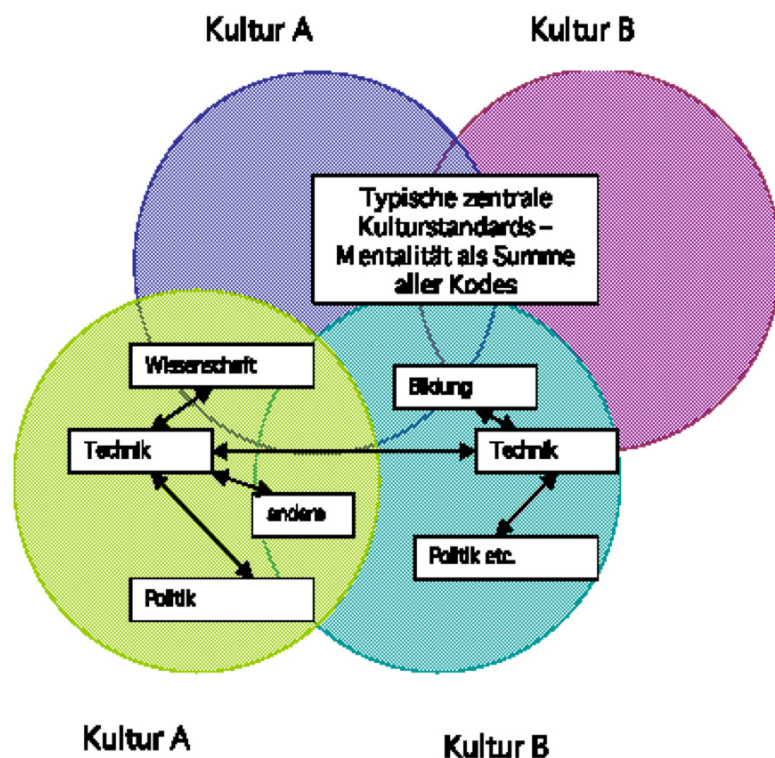 Kultur A
Kultur B
Typische zentrale
Kulturstandards –
Mentalität als Summe
aller Kodes
Wissenschaft
Bildung
Technik
Technik
andere
Politik etc.
Politik
Kultur A
Kultur B